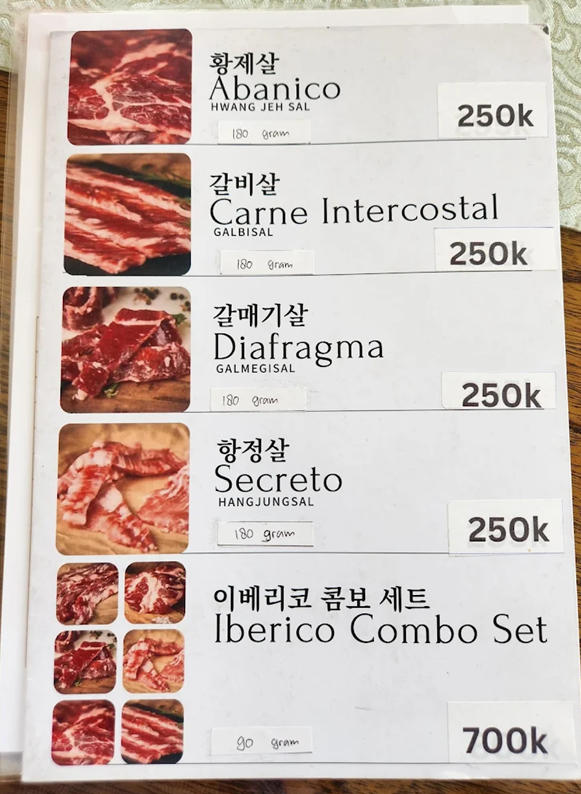 황제살
Abanico
HWANG JEH SAL
180 gram
250k
갈비살
Carne Intercostal
GALBISAL
180 gram
250k
갈매기살
Diafragma
GALMEGISAL
180 gram
250k
항정살
Secreto
HANGJUNGSAL
180 gram
250k
이베리코 콤보 세트
Iberico Combo Set
90 gram
700k